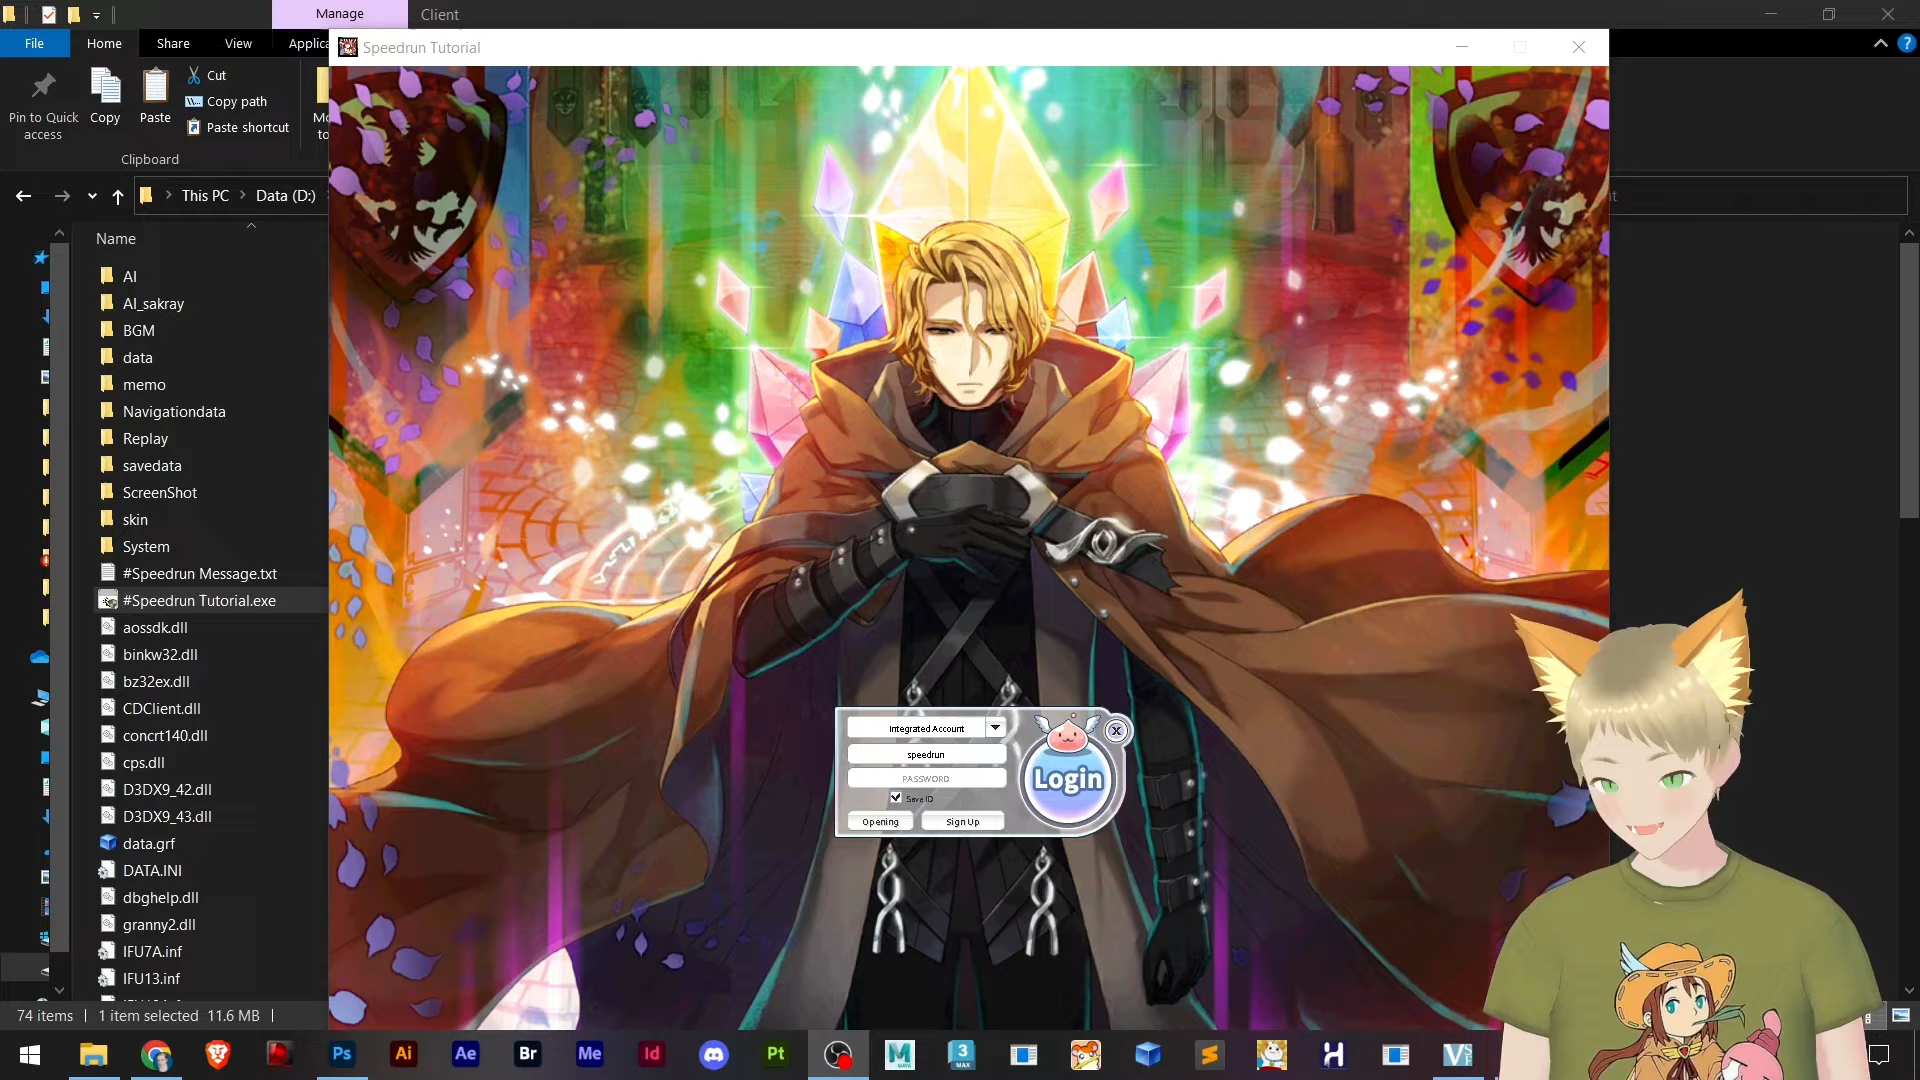 Manage
Client
File
Home
Share
View
Applica
Speedrun Tutorial
Pin to Quick access
Copy
Paste
Cut
Copy path
Paste shortcut
Mo
to
Clipboard
This PC
Data (D:)
Name
AI
AI_sakray
BGM
data
memo
Navigationdata
Replay
savedata
ScreenShot
skin
System
#Speedrun Message.txt
#Speedrun Tutorial.exe
aossdk.dll
binkw32.dll
bz32ex.dll
CDClient.dll
concrt140.dll
cps.dll
D3DX9_42.dll
D3DX9_43.dll
data.grf
DATA.INI
dbghelp.dll
granny2.dll
IFU7A.inf
IFU13.inf
Integrated Account
speedrun
PASSWORD
Save ID
Opening
Sign Up
Login
74 items
1 item selected 11.6 MB
Ps
Ai
Ae
Br
Me
Id
Pt
M
3
MAX